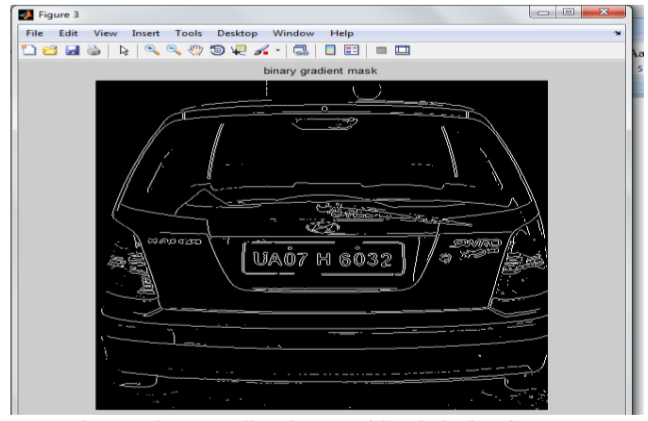 Figure 3
File Edit View Insert Tools Desktop Window Help
binary gradient mask
UA07 H 6032